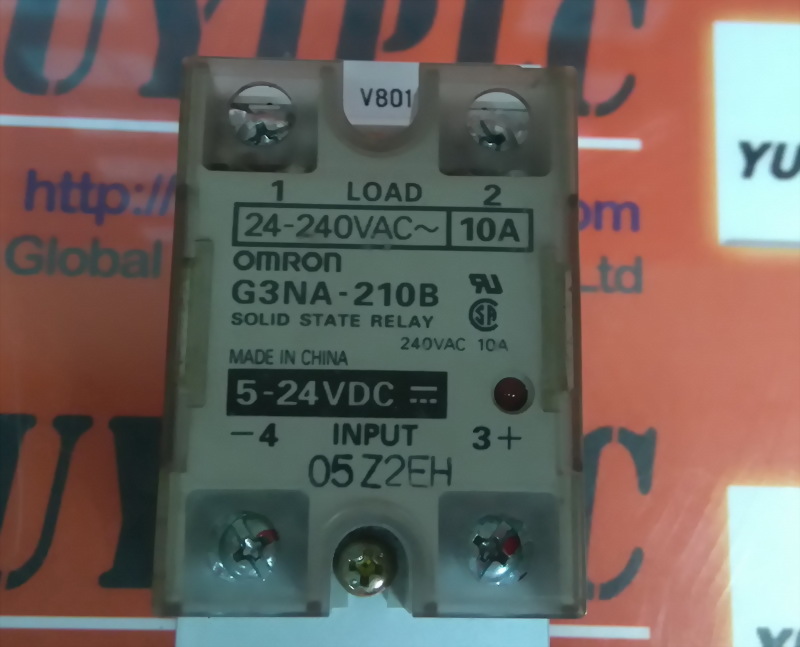 UYIPLC
V801
1 LOAD 2
YU
24-240VAC~ 10A
http:/ om
Global Ltd
OMRON
G3NA-210B
SOLID STATE RELAY
240VAC 10A
MADE IN CHINA
5-24VDC
-4 INPUT 3+
05Z2EH
YU